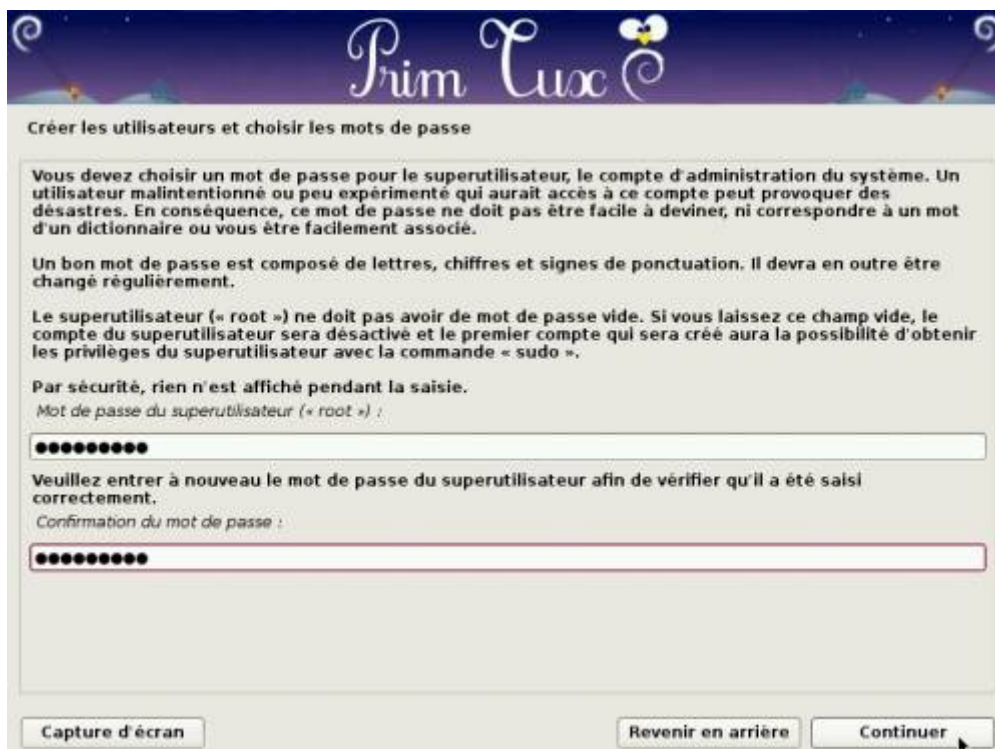 Prim Tux
Créer les utilisateurs et choisir les mots de passe
Vous devez choisir un mot de passe pour le superutilisateur, le compte d'administration du système. Un
utilisateur malintentionné ou peu expérimenté qui aurait accès à ce compte peut provoquer des
désastres. En conséquence, ce mot de passe ne doit pas être facile à deviner, ni correspondre à un mot
d'un dictionnaire ou vous être facilement associé.
Un bon mot de passe est composé de lettres, chiffres et signes de ponctuation. Il devra en outre être
changé régulièrement.
Le superutilisateur (« root ») ne doit pas avoir de mot de passe vide. Si vous laissez ce champ vide, le
compte du superutilisateur sera désactivé et le premier compte qui sera créé aura la possibilité d'obtenir
les privilèges du superutilisateur avec la commande « sudo ».
Par sécurité, rien n'est affiché pendant la saisie.
Mot de passe du superutilisateur (« root ») :
●●●●●●●●●
Veuillez entrer à nouveau le mot de passe du superutilisateur afin de vérifier qu'il a été saisi
correctement.
Confirmation du mot de passe :
●●●●●●●●●
Capture d'écran
Revenir en arrière
Continuer